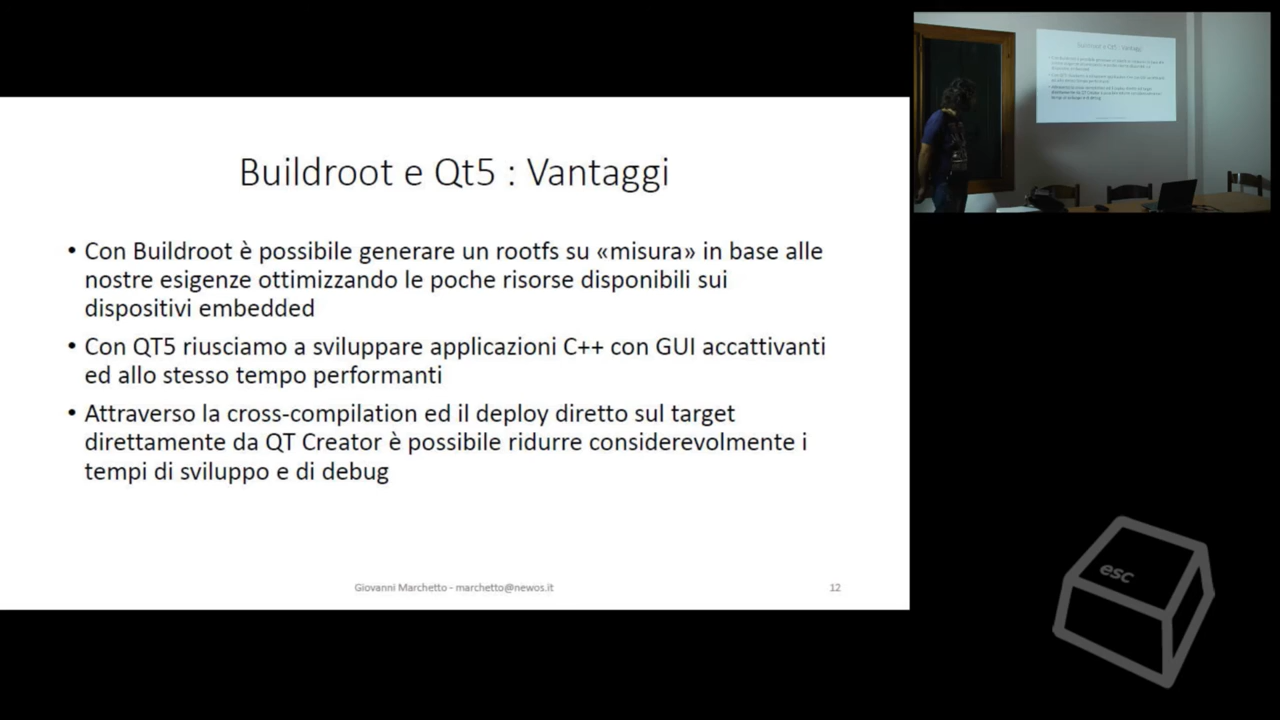 Buildroot e Qt5 : Vantaggi
• Con Buildroot è possibile generare un rootfs su «misura» in base alle
nostre esigenze ottimizzando le poche risorse disponibili sui
dispositivi embedded
• Con QT5 riusciamo a sviluppare applicazioni C++ con GUI accattivanti
ed allo stesso tempo performanti
• Attraverso la cross-compilation ed il deploy diretto sul target
direttamente da QT Creator è possibile ridurre considerevolmente i
tempi di sviluppo e di debug
Giovanni Marchetto - marchetto@newos.it
12
Buildroot e Qt5 : Vantaggi
esc